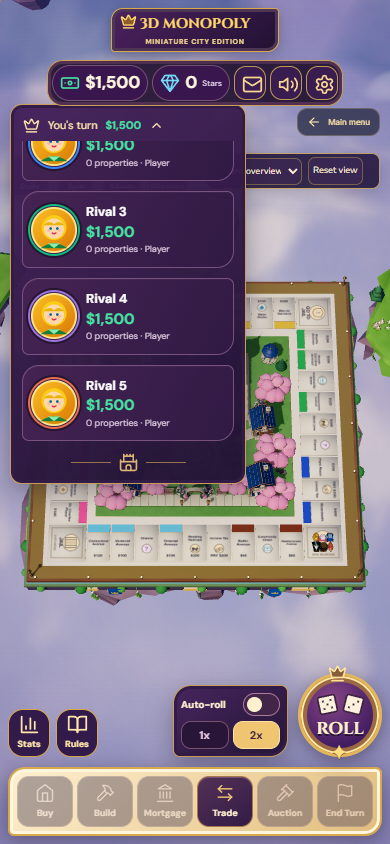 3D MONOPOLY
MINIATURE CITY EDITION
$1,500
0 Stars
You's turn $1,500
Main menu
$1,500
0 properties · Player
overview
Reset view
Rival 3
$1,500
0 properties · Player
Rival 4
$1,500
0 properties · Player
Rival 5
$1,500
0 properties · Player
Auto-roll
1x
2x
ROLL
Stats
Rules
Buy
Build
Mortgage
Trade
Auction
End Turn